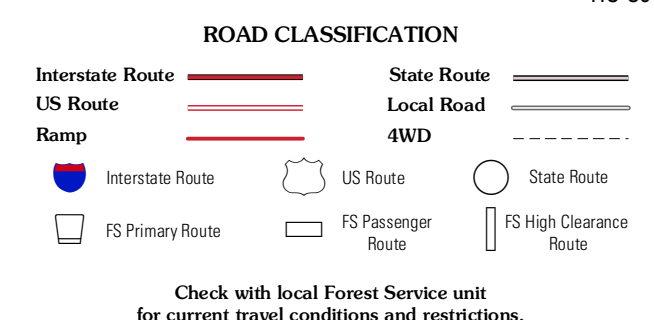 ROAD CLASSIFICATION
Interstate Route State Route
US Route Local Road
Ramp 4WD
Interstate Route US Route State Route
FS Primary Route FS Passenger Route FS High Clearance Route
Check with local Forest Service unit
for current travel conditions and restrictions.